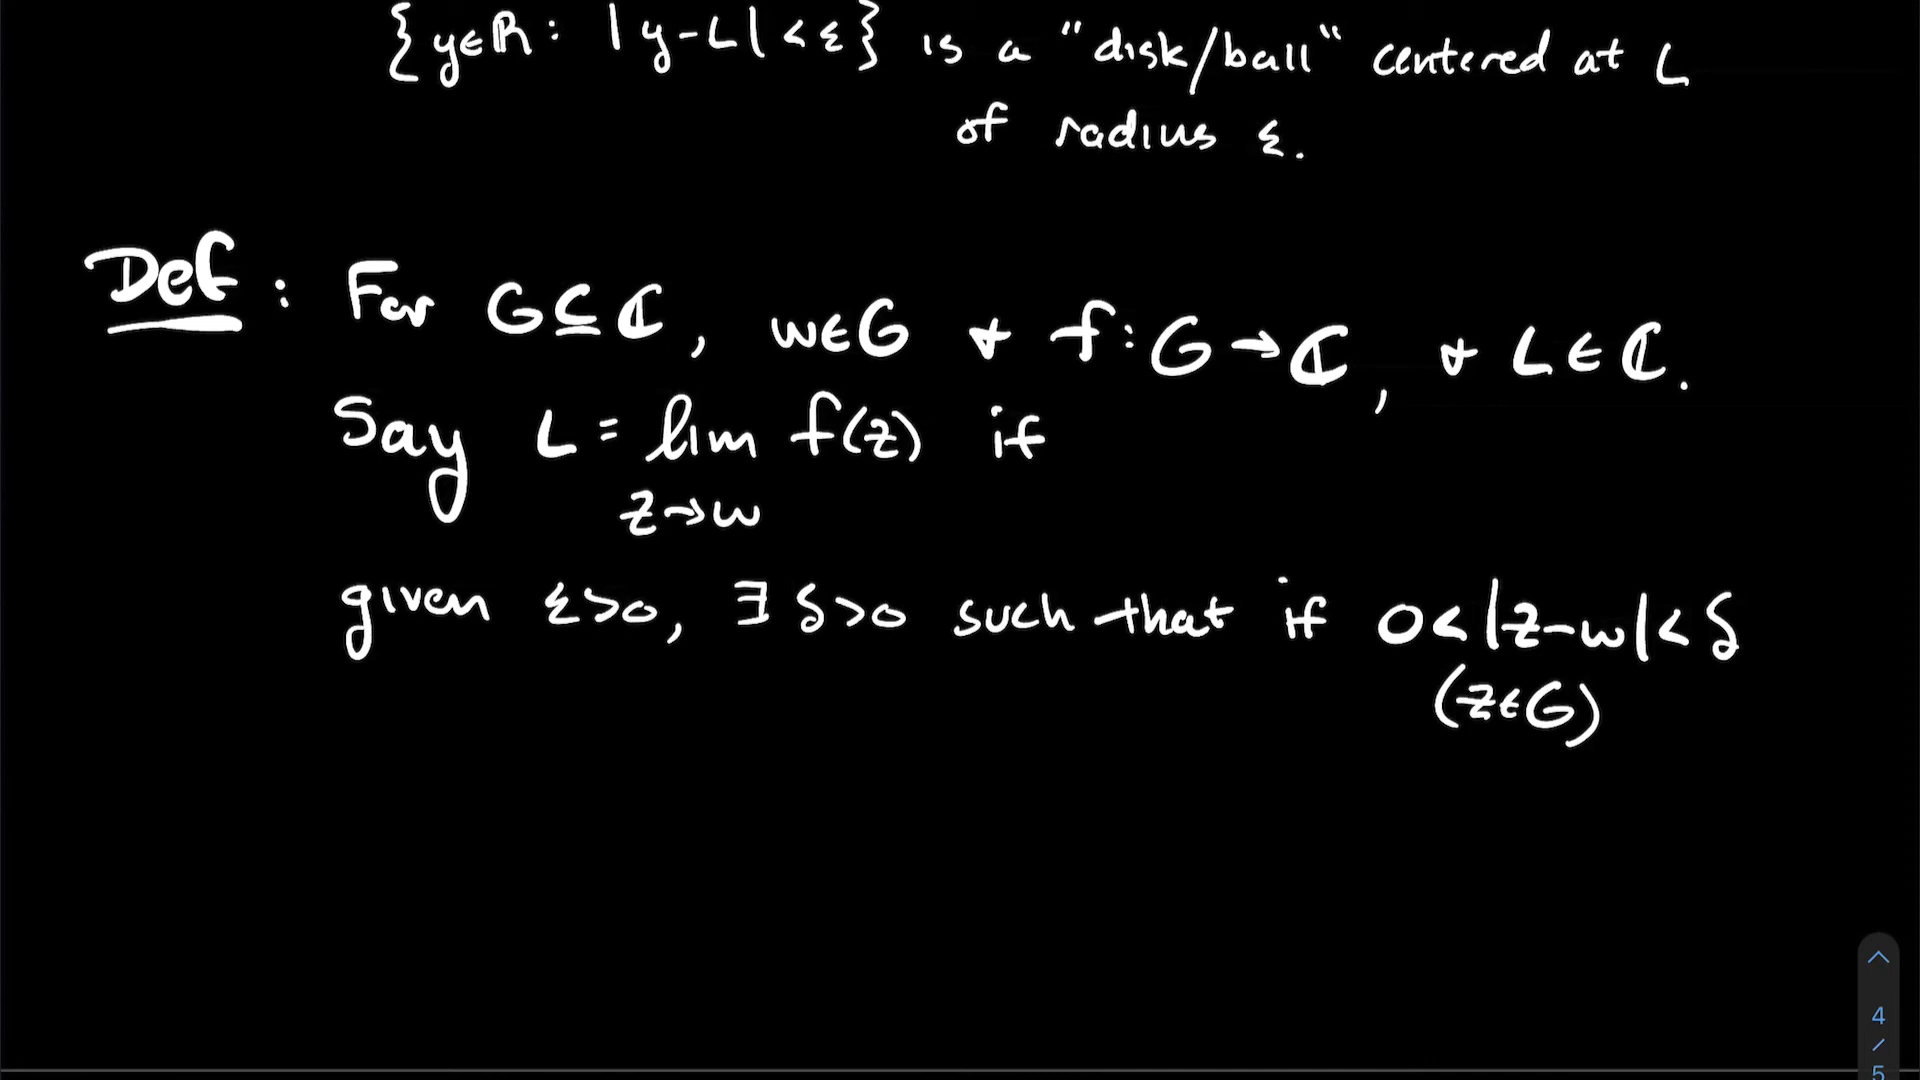 {y∈ℝ: |y-L|<ε} is a "disk/ball" centered at L
of radius ε.
Def: For G⊆ℂ, w∈G & f:G→ℂ, & L∈ℂ.
Say L = lim f(z) if
z→w
given ε>0, ∃ δ>0 such that if 0<|z-w|<δ
(z∈G)
4
/
5